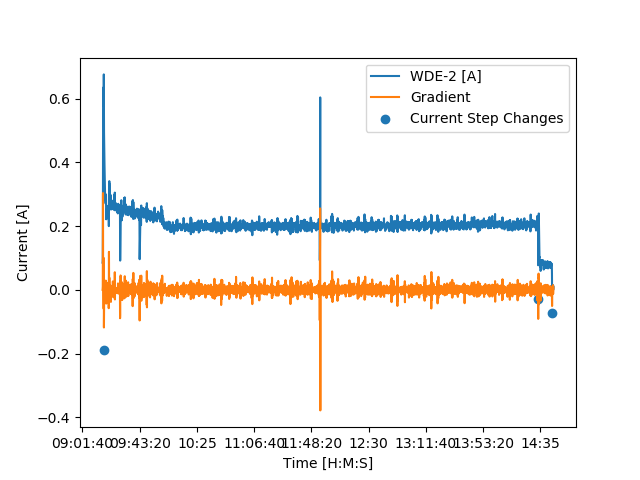 WDE-2 [A]
Gradient
Current Step Changes
0.6
0.4
0.2
0.0
−0.2
−0.4
Current [A]
09:01:40 09:43:20 10:25 11:06:40 11:48:20 12:30 13:11:40 13:53:20 14:35
Time [H:M:S]